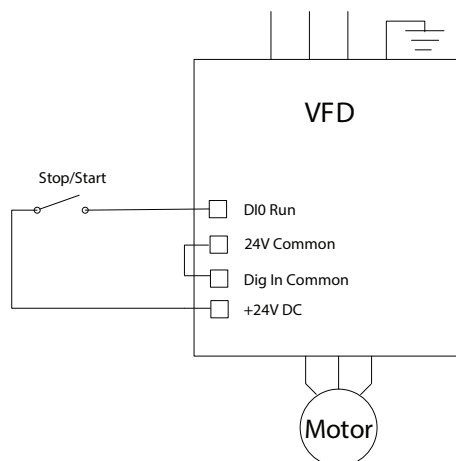 VFD
Stop/Start
DI0 Run
24V Common
Dig In Common
+24V DC
Motor